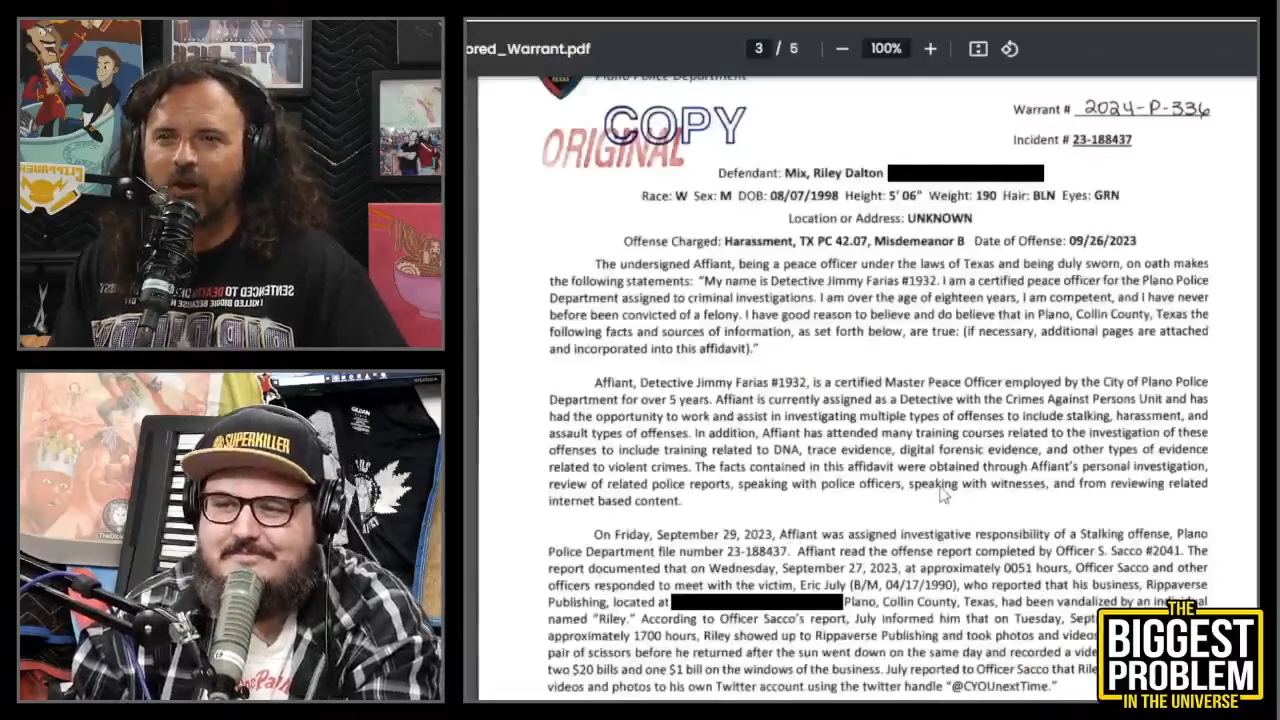 ored_Warrant.pdf
3 / 5
100%
Plano Police Department
COPY
ORIGINAL
Warrant # 2024-P-336
Incident # 23-188437
Defendant: Mix, Riley Dalton
Race: W Sex: M DOB: 08/07/1998 Height: 5' 06" Weight: 190 Hair: BLN Eyes: GRN
Location or Address: UNKNOWN
Offense Charged: Harassment, TX PC 42.07, Misdemeanor B Date of Offense: 09/26/2023
The undersigned Affiant, being a peace officer under the laws of Texas and being duly sworn, on oath makes
the following statements: "My name is Detective Jimmy Farias #1932. I am a certified peace officer for the Plano Police
Department assigned to criminal investigations. I am over the age of eighteen years, I am competent, and I have never
before been convicted of a felony. I have good reason to believe and do believe that in Plano, Collin County, Texas the
following facts and sources of information, as set forth below, are true: (if necessary, additional pages are attached
and incorporated into this affidavit)."
Affiant, Detective Jimmy Farias #1932, is a certified Master Peace Officer employed by the City of Plano Police
Department for over 5 years. Affiant is currently assigned as a Detective with the Crimes Against Persons Unit and has
had the opportunity to work and assist in investigating multiple types of offenses to include stalking, harassment, and
assault types of offenses. In addition, Affiant has attended many training courses related to the investigation of these
offenses to include training related to DNA, trace evidence, digital forensic evidence, and other types of evidence
related to violent crimes. The facts contained in this affidavit were obtained through Affiant's personal investigation,
review of related police reports, speaking with police officers, speaking with witnesses, and from reviewing related
internet based content.
On Friday, September 29, 2023, Affiant was assigned investigative responsibility of a Stalking offense, Plano
Police Department file number 23-188437. Affiant read the offense report completed by Officer S. Sacco #2041. The
report documented that on Wednesday, September 27, 2023, at approximately 0051 hours, Officer Sacco and other
officers responded to meet with the victim, Eric July (B/M, 04/17/1990), who reported that his business, Rippaverse
Publishing, located at Plano, Collin County, Texas, had been vandalized by an individual
named "Riley." According to Officer Sacco's report, July informed him that on Tuesday, Sept
approximately 1700 hours, Riley showed up to Rippaverse Publishing and took photos and videos
pair of scissors before he returned after the sun went down on the same day and recorded a vide
two $20 bills and one $1 bill on the windows of the business. July reported to Officer Sacco that Rile
videos and photos to his own Twitter account using the twitter handle "@CYOUnextTime."
SENTENCED TO DEATH
I KILLED BIGGIE BECAUSE
SUPERKILLER
THE
BIGGEST
PROBLEM
IN THE UNIVERSE